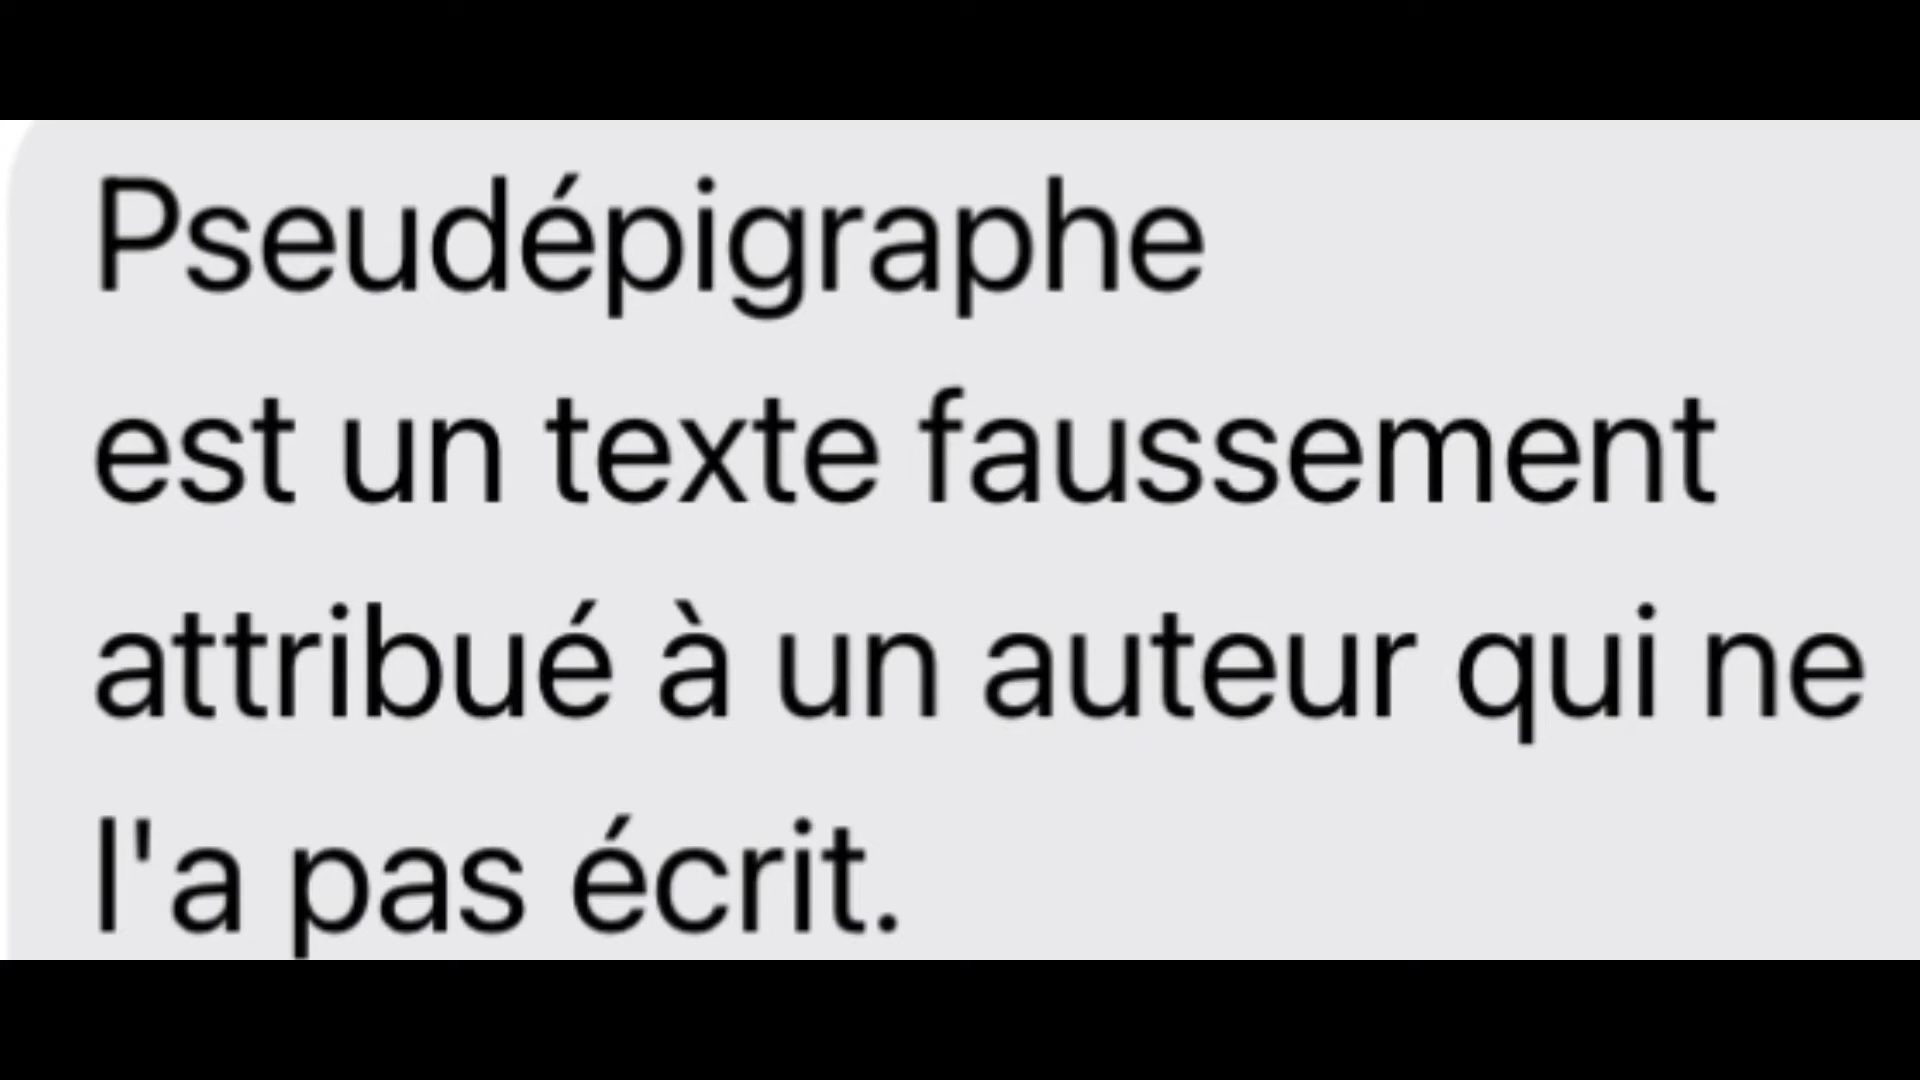 Pseudépigraphe
est un texte faussement
attribué à un auteur qui ne
l'a pas écrit.